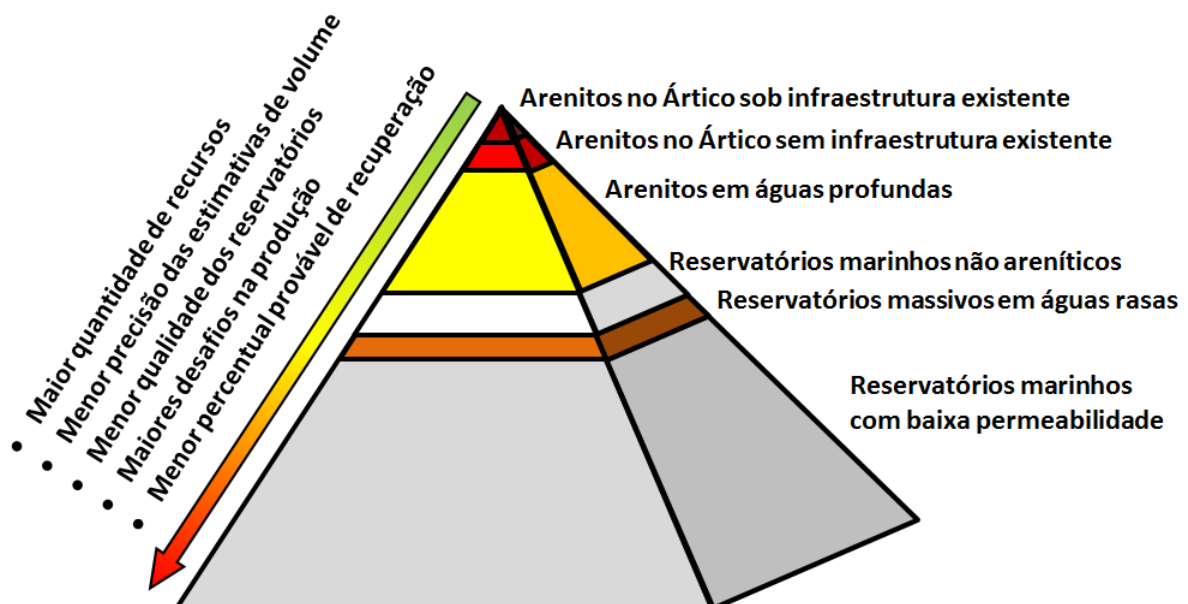 • Maior quantidade de recursos
• Menor precisão das estimativas de volume
• Menor qualidade dos reservatórios
• Maiores desafios na produção
• Menor percentual provável de recuperação
Arenitos no Ártico sob infraestrutura existente
Arenitos no Ártico sem infraestrutura existente
Arenitos em águas profundas
Reservatórios marinhos não areníticos
Reservatórios massivos em águas rasas
Reservatórios marinhos
com baixa permeabilidade